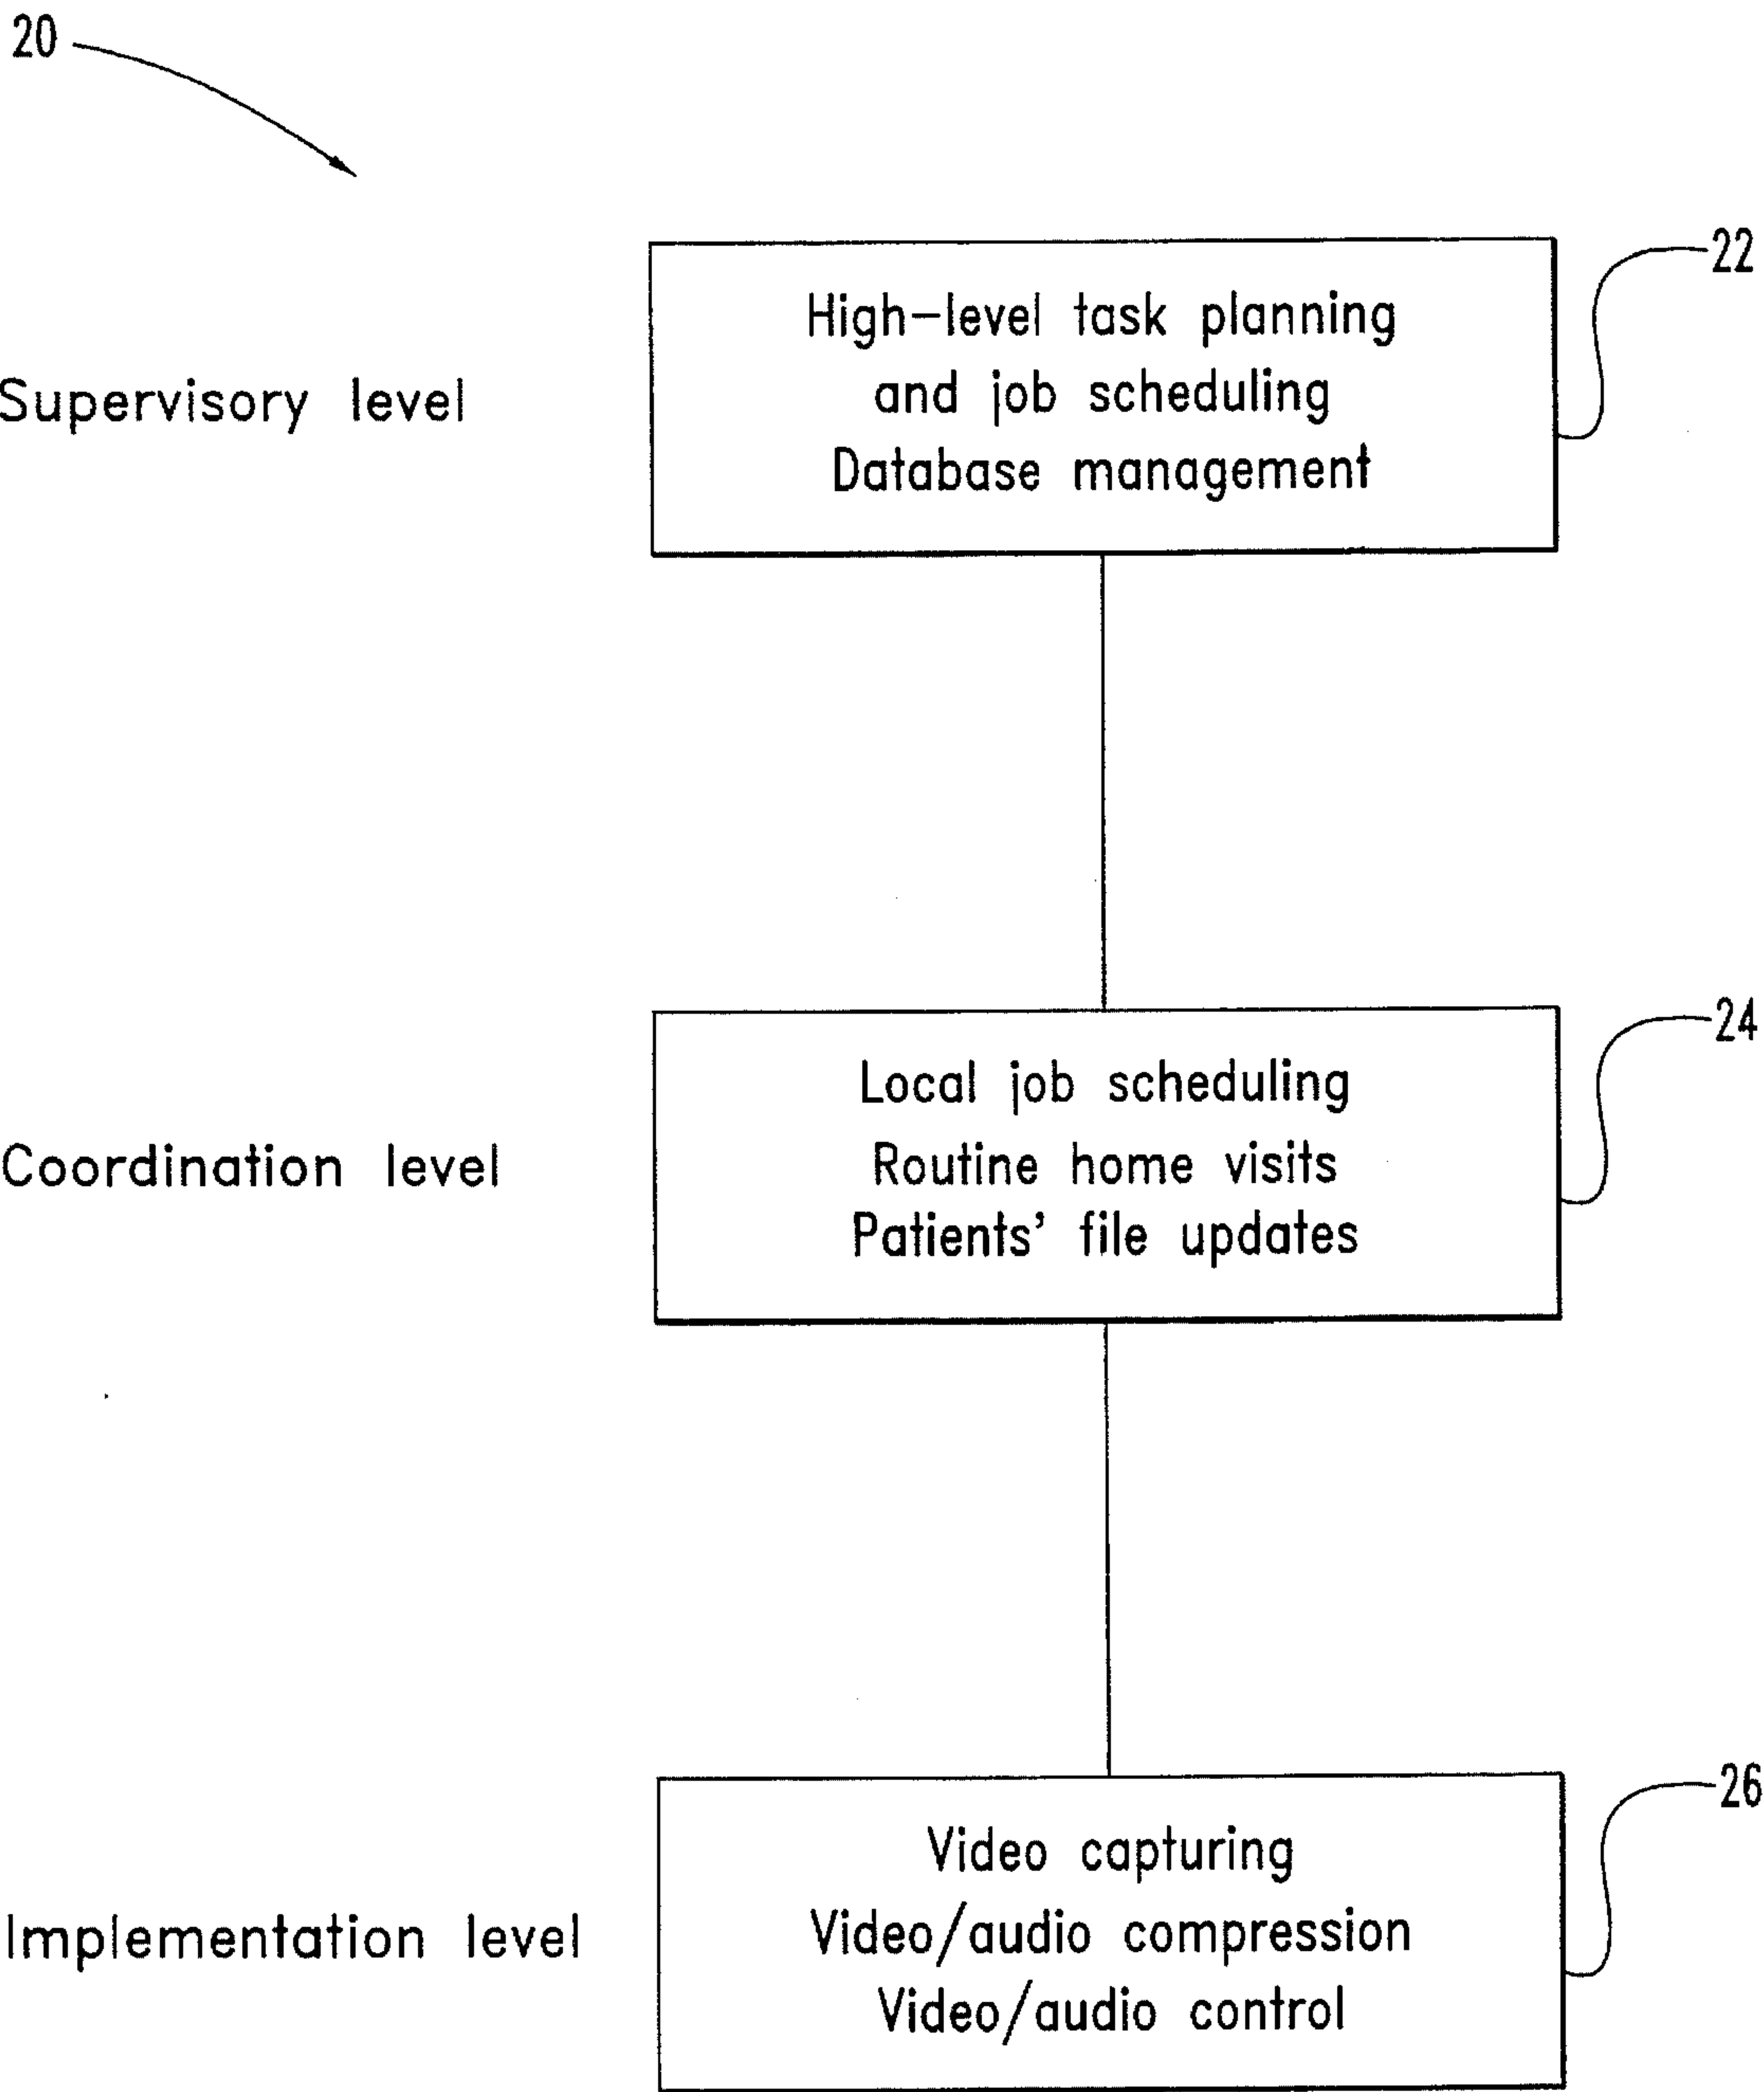 20
22
High-level task planning
and job scheduling
Database management
Supervisory level
24
Local job scheduling
Routine home visits
Patients' file updates
Coordination level
26
Video capturing
Video/audio compression
Video/audio control
Implementation level